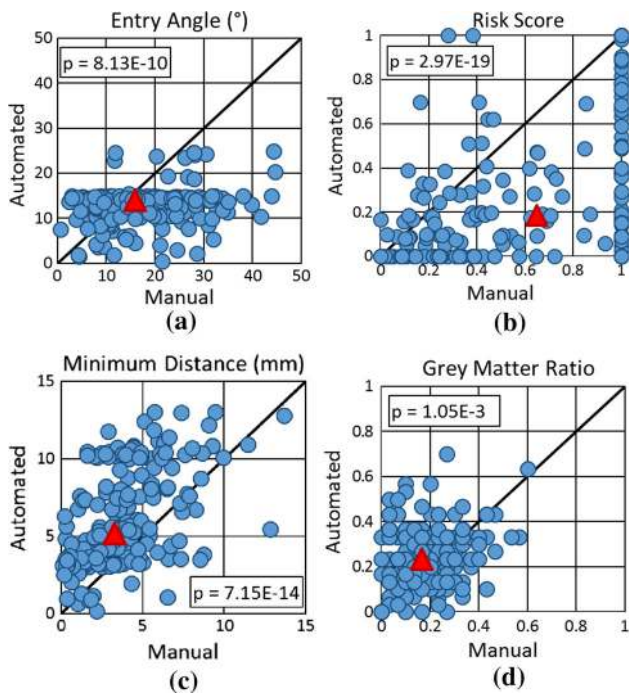 Entry Angle (°)
50
40
30
20
10
0
p = 8.13E-10
Automated
0 10 20 30 40 50
Manual
(a)
Risk Score
1
0.8
0.6
0.4
0.2
0
p = 2.97E-19
Automated
0.2 0.4 0.6 0.8 1
Manual
(b)
Minimum Distance (mm)
15
10
5
0
p = 7.15E-14
Automated
0 5 10 15
Manual
(c)
Grey Matter Ratio
1
0.8
0.6
0.4
0.2
0
p = 1.05E-3
Automated
0 0.2 0.4 0.6 0.8 1
Manual
(d)